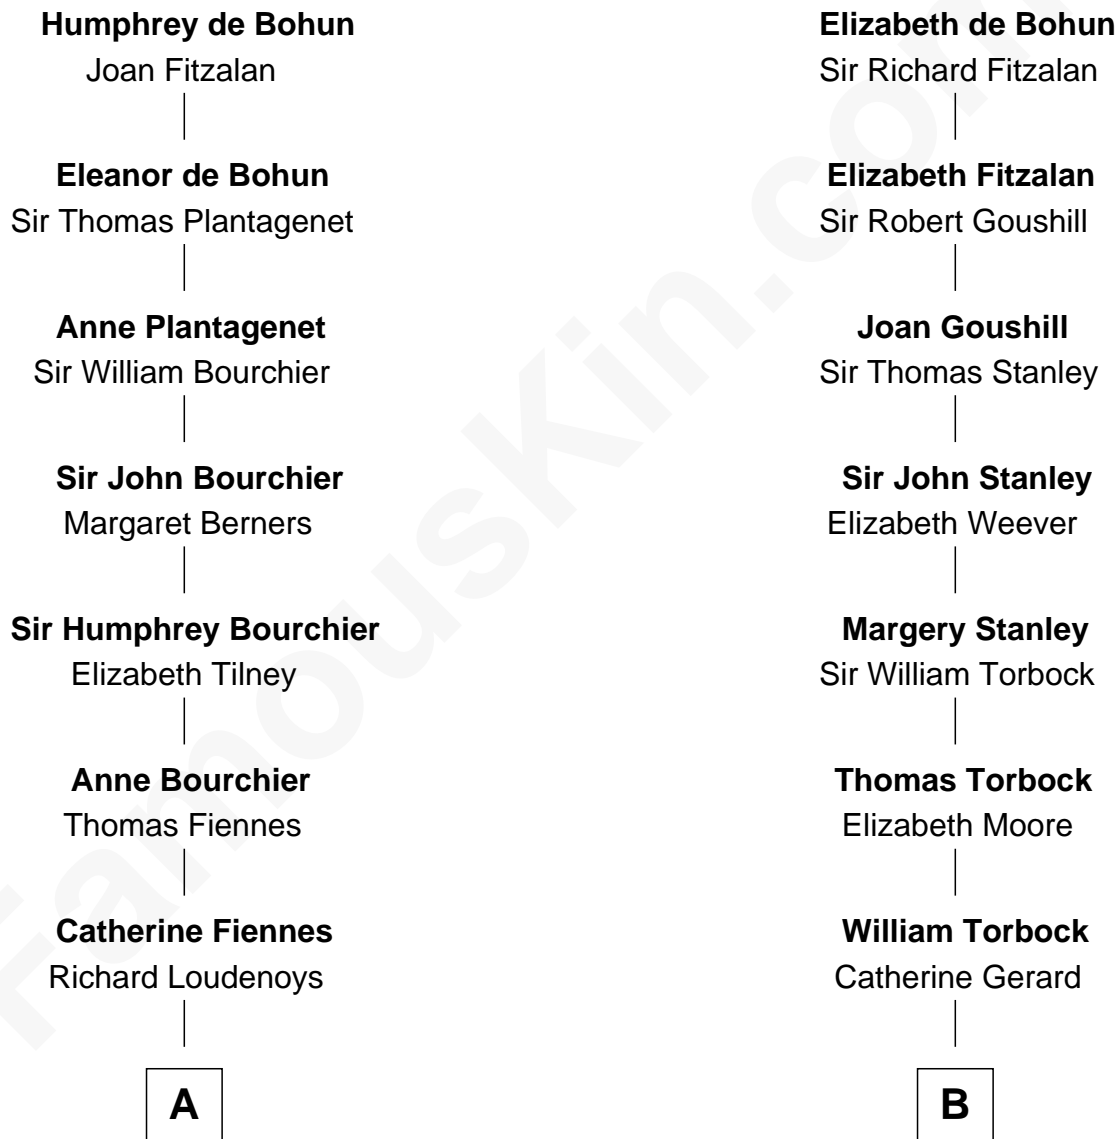 Humphrey de Bohun
Joan Fitzalan
Eleanor de Bohun
Sir Thomas Plantagenet
Anne Plantagenet
Sir William Bourchier
Sir John Bourchier
Margaret Berners
Sir Humphrey Bourchier
Elizabeth Tilney
Anne Bourchier
Thomas Fiennes
Catherine Fiennes
Richard Loudenoys
A
Elizabeth de Bohun
Sir Richard Fitzalan
Elizabeth Fitzalan
Sir Robert Goushill
Joan Goushill
Sir Thomas Stanley
Sir John Stanley
Elizabeth Weever
Margery Stanley
Sir William Torbock
Thomas Torbock
Elizabeth Moore
William Torbock
Catherine Gerard
B
FamousKin.com